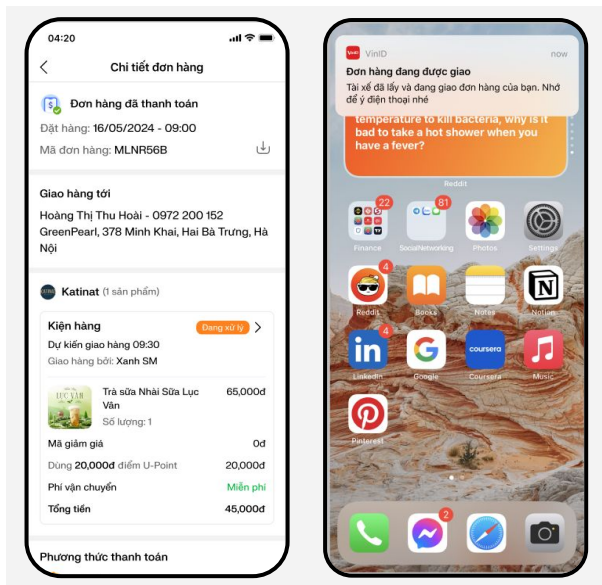 04:20
Chi tiết đơn hàng
Đơn hàng đã thanh toán
Đặt hàng: 16/05/2024 - 09:00
Mã đơn hàng: MLNR56B
Giao hàng tới
Hoàng Thị Thu Hoài - 0972 200 152
GreenPearl, 378 Minh Khai, Hai Bà Trưng, Hà
Nội
Katinat (1 sản phẩm)
Kiện hàng Đang xử lý
Dự kiến giao hàng 09:30
Giao hàng bởi: Xanh SM
LỤC VÂN
Trà sữa Nhài Sữa Lục 65,000đ
Vân
Số lượng: 1
Mã giảm giá 0đ
Dùng 20,000đ điểm U-Point 20,000đ
Phí vận chuyển Miễn phí
Tổng tiền 45,000đ
Phương thức thanh toán
VinID now
Đơn hàng đang được giao
Tài xế đã lấy và đang giao đơn hàng của bạn. Nhớ
để ý điện thoại nhé
temperature to kill bacteria, why is it
bad to take a hot shower when you
have a fever?
Reddit
22 81
Finance SocialNetworking Photos Settings
4
Reddit Books Notes Notion
4
in G coursera
LinkedIn Google Coursera Music
Pinterest
2